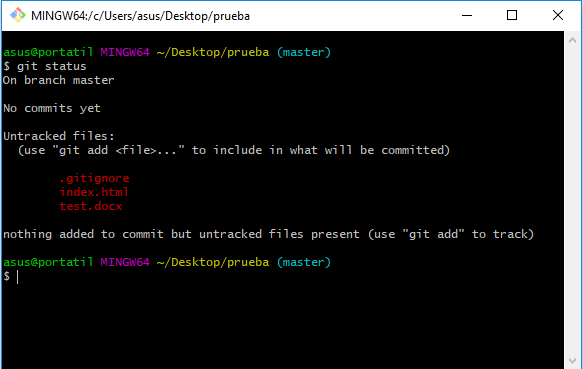 MINGW64:/c/Users/asus/Desktop/prueba
asus@portatil MINGW64 ~/Desktop/prueba (master)
$ git status
On branch master
No commits yet
Untracked files:
(use "git add <file>..." to include in what will be committed)
.gitignore
index.html
test.docx
nothing added to commit but untracked files present (use "git add" to track)
asus@portatil MINGW64 ~/Desktop/prueba (master)
$